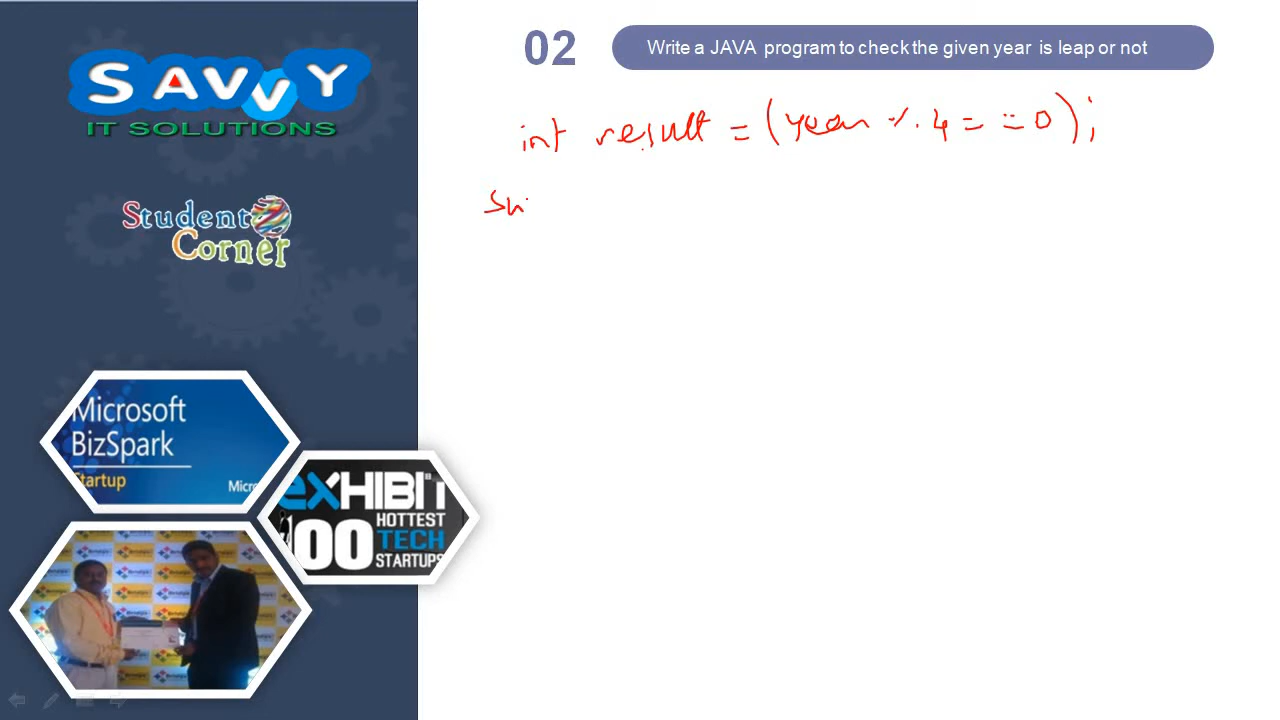 SAVVY
IT SOLUTIONS
Student
Corner
02
Write a JAVA program to check the given year is leap or not
int result = (year % 4 = = 0);
Microsoft
BizSpark
Startup
Micro
EXHIBIT
100
HOTTEST
TECH
STARTUPS